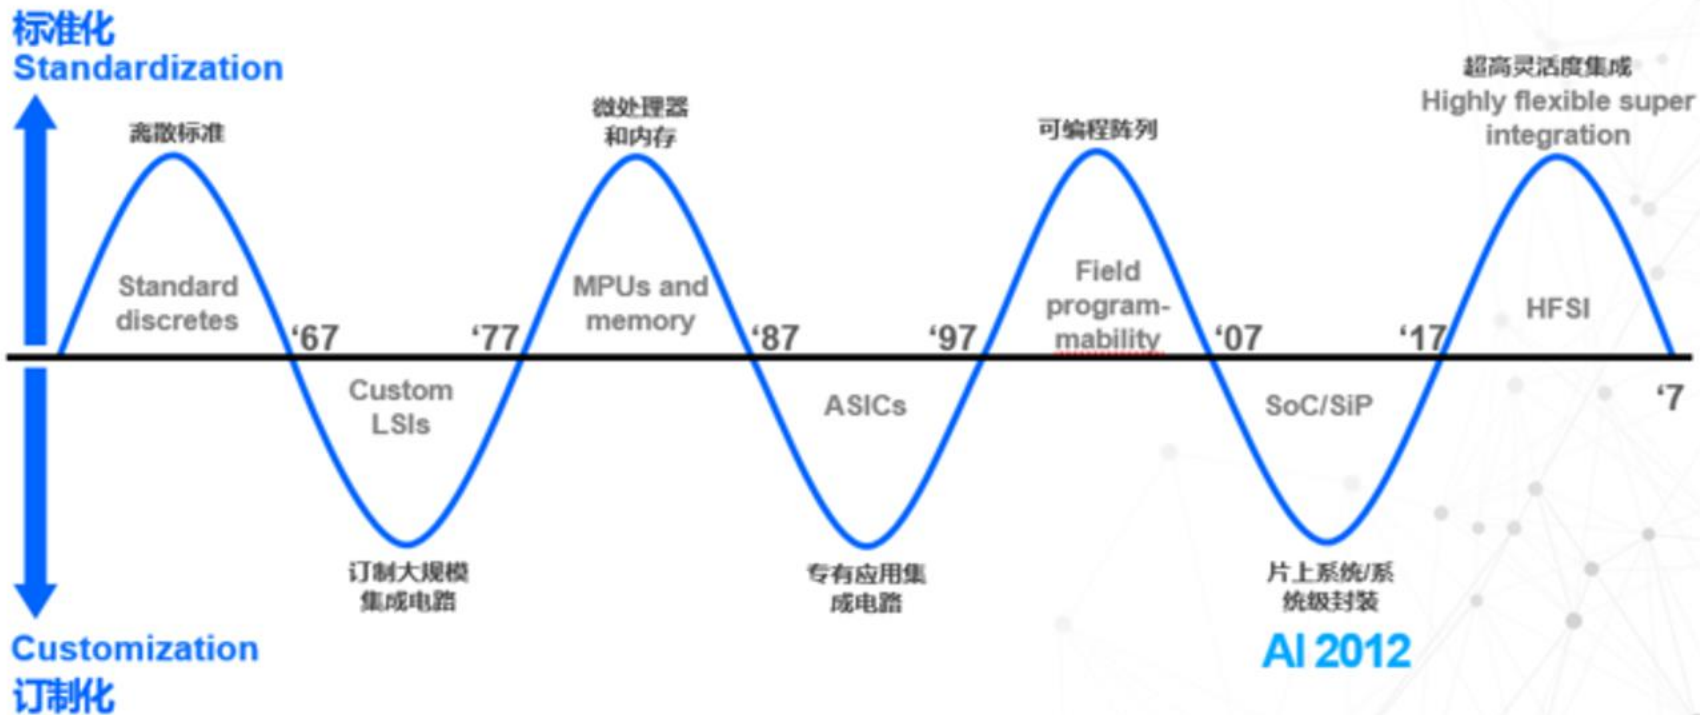 标准化
Standardization
离散标准
微处理器
和内存
可编程阵列
超高灵活度集成
Highly flexible super
integration
Standard
discretes
MPUs and
memory
Field
program-
mability
HFSI
‘67
‘77
‘87
‘97
‘07
‘17
‘7
Custom
LSIs
ASICs
SoC/SiP
订制大规模
集成电路
专有应用集
成电路
片上系统/系
统级封装
AI 2012
Customization
订制化